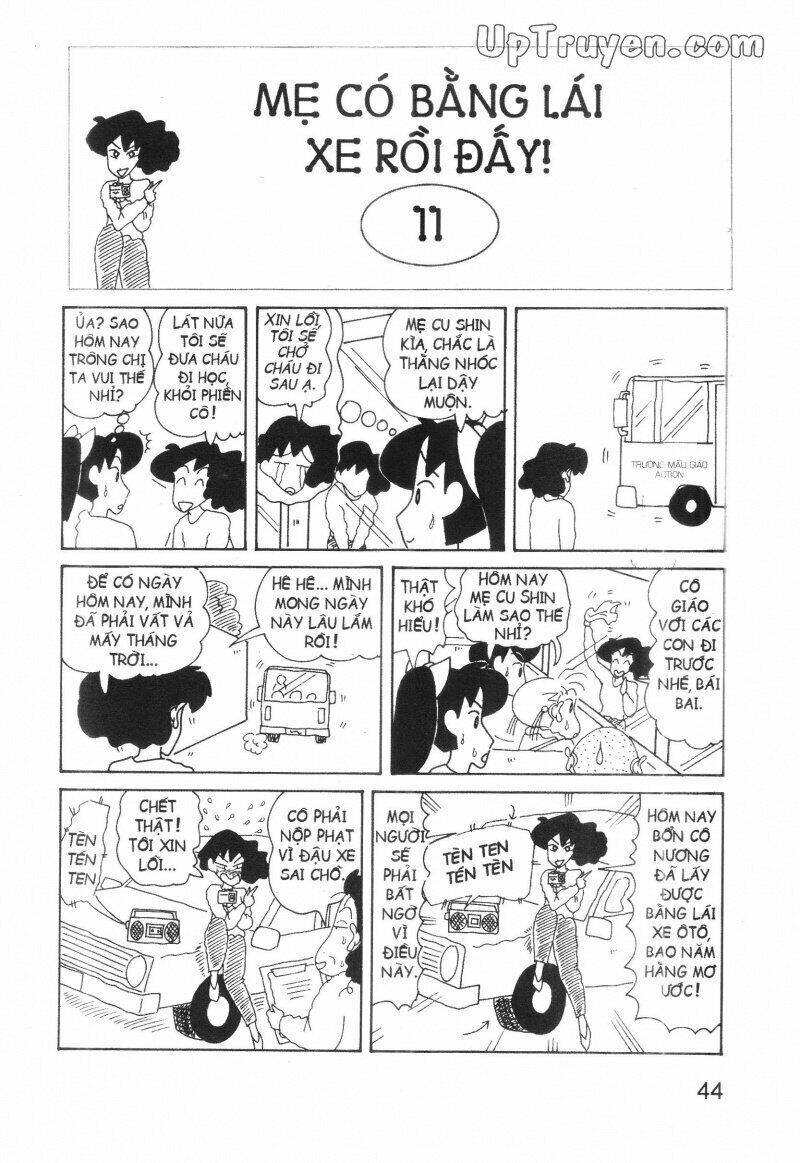 UpTruyen.com
MẸ CÓ BẰNG LÁI
XE RỒI ĐẤY!
11
TRƯỜNG MẪU GIÁO
ACTION
MẸ CU SHIN
KÌA, CHẮC LÀ
THẰNG NHÓC
LẠI DẬY
MUỘN.
XIN LỖI,
TÔI SẼ
CHỞ
CHÁU ĐI
SAU Ạ.
LÁT NỮA
TÔI SẼ
ĐƯA CHÁU
ĐI HỌC,
KHỎI PHIỀN
CÔ!
ỦA? SAO
HÔM NAY
TRÔNG CHỊ
TA VUI THẾ
NHỈ?
CÔ
GIÁO
VỚI CÁC
CON ĐI
TRƯỚC
NHÉ, BÁI
BAI.
HÔM NAY
MẸ CU SHIN
LÀM SAO THẾ
NHỈ?
THẬT
KHÓ
HIỂU!
HÊ HÊ... MÌNH
MONG NGÀY
NÀY LÂU LẮM
RỒI!
ĐỂ CÓ NGÀY
HÔM NAY, MÌNH
ĐÃ PHẢI VẤT VẢ
MẤY THÁNG
TRỜI...
HÔM NAY
BỔN CÔ
NƯƠNG
ĐÃ LẤY
ĐƯỢC
BẰNG LÁI
XE ÔTÔ,
BAO NĂM
HẰNG MƠ
ƯỚC!
TÈN TEN
TÉN TÈN
MỌI
NGƯỜI
SẼ
PHẢI
BẤT
NGỜ
VÌ
ĐIỀU
NÀY.
CÔ PHẢI
NỘP PHẠT
VÌ ĐẬU XE
SAI CHỖ.
CHẾT
THẬT!
TÔI XIN
LỖI...
TÈN
TÉN
TEN
44